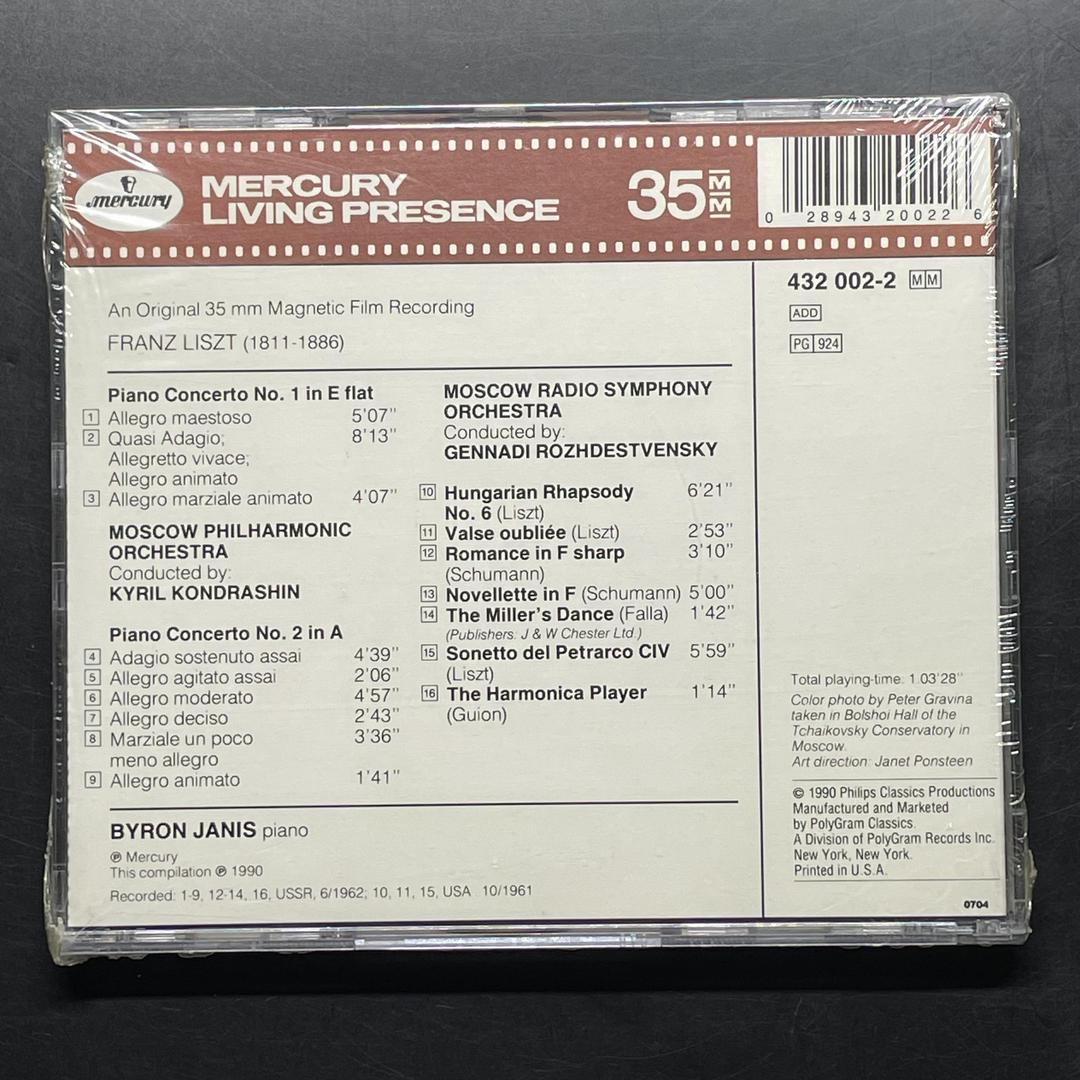 mercury
MERCURY
LIVING PRESENCE
35 MM
0 28943 20022 6
432 002-2 MM
ADD
PG 924
An Original 35 mm Magnetic Film Recording
FRANZ LISZT (1811-1886)
Piano Concerto No. 1 in E flat
1 Allegro maestoso 5'07"
2 Quasi Adagio; 8'13"
Allegretto vivace;
Allegro animato
3 Allegro marziale animato 4'07"
MOSCOW PHILHARMONIC
ORCHESTRA
Conducted by:
KYRIL KONDRASHIN
Piano Concerto No. 2 in A
4 Adagio sostenuto assai 4'39"
5 Allegro agitato assai 2'06"
6 Allegro moderato 4'57"
7 Allegro deciso 2'43"
8 Marziale un poco 3'36"
meno allegro
9 Allegro animato 1'41"
MOSCOW RADIO SYMPHONY
ORCHESTRA
Conducted by:
GENNADI ROZHDESTVENSKY
10 Hungarian Rhapsody 6'21"
No. 6 (Liszt)
11 Valse oubliée (Liszt) 2'53"
12 Romance in F sharp 3'10"
(Schumann)
13 Novellette in F (Schumann) 5'00"
14 The Miller's Dance (Falla) 1'42"
(Publishers: J & W Chester Ltd.)
15 Sonetto del Petrarco CIV 5'59"
(Liszt)
16 The Harmonica Player 1'14"
(Guion)
BYRON JANIS piano
℗ Mercury
This compilation ℗ 1990
Recorded: 1-9, 12-14, 16, USSR, 6/1962; 10, 11, 15, USA 10/1961
Total playing-time: 1.03'28"
Color photo by Peter Gravina
taken in Bolshoi Hall of the
Tchaikovsky Conservatory in
Moscow.
Art direction: Janet Ponsteen
© 1990 Philips Classics Productions
Manufactured and Marketed
by PolyGram Classics.
A Division of PolyGram Records Inc.
New York, New York.
Printed in U.S.A.
0704